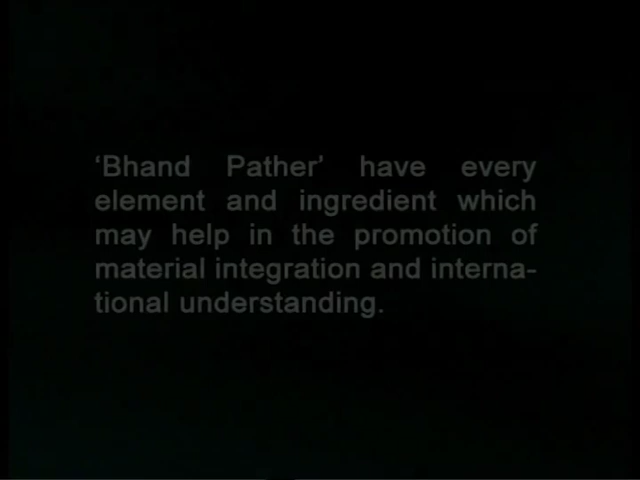 ‘Bhand Pather’ have every
element and ingredient which
may help in the promotion of
material integration and interna-
tional understanding.